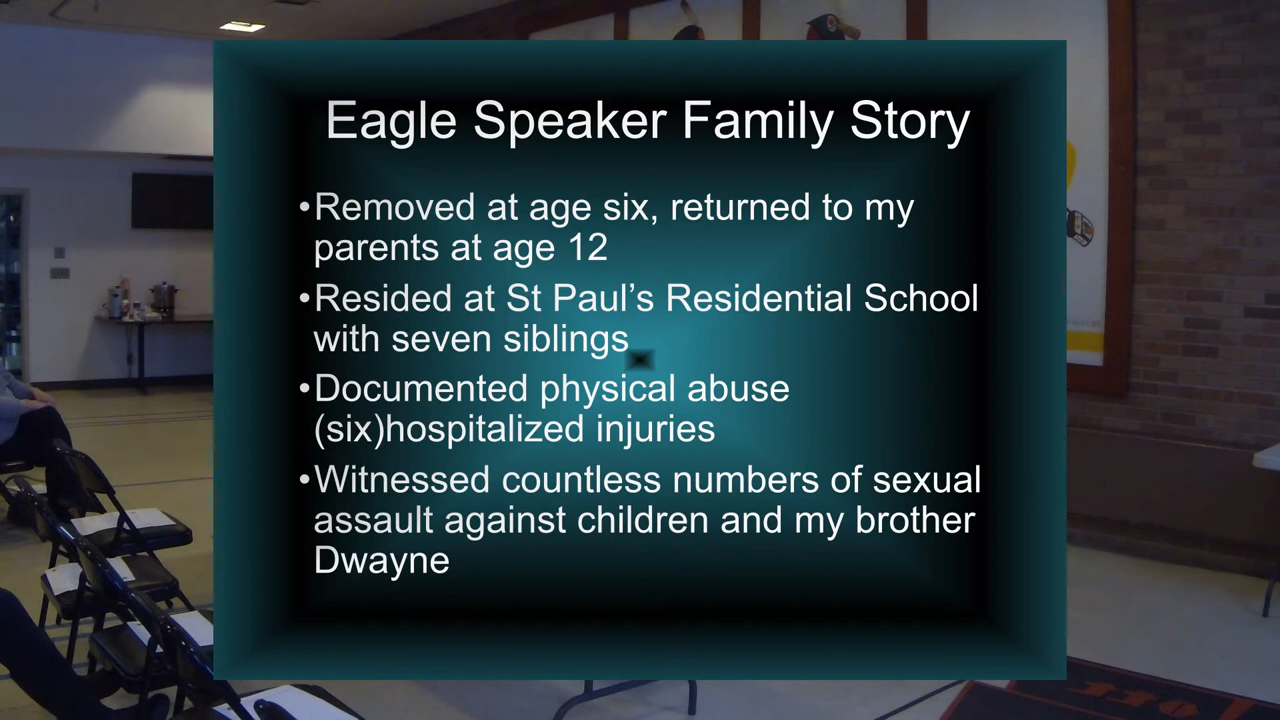 Eagle Speaker Family Story
•Removed at age six, returned to my
parents at age 12
•Resided at St Paul’s Residential School
with seven siblings
•Documented physical abuse
(six)hospitalized injuries
•Witnessed countless numbers of sexual
assault against children and my brother
Dwayne